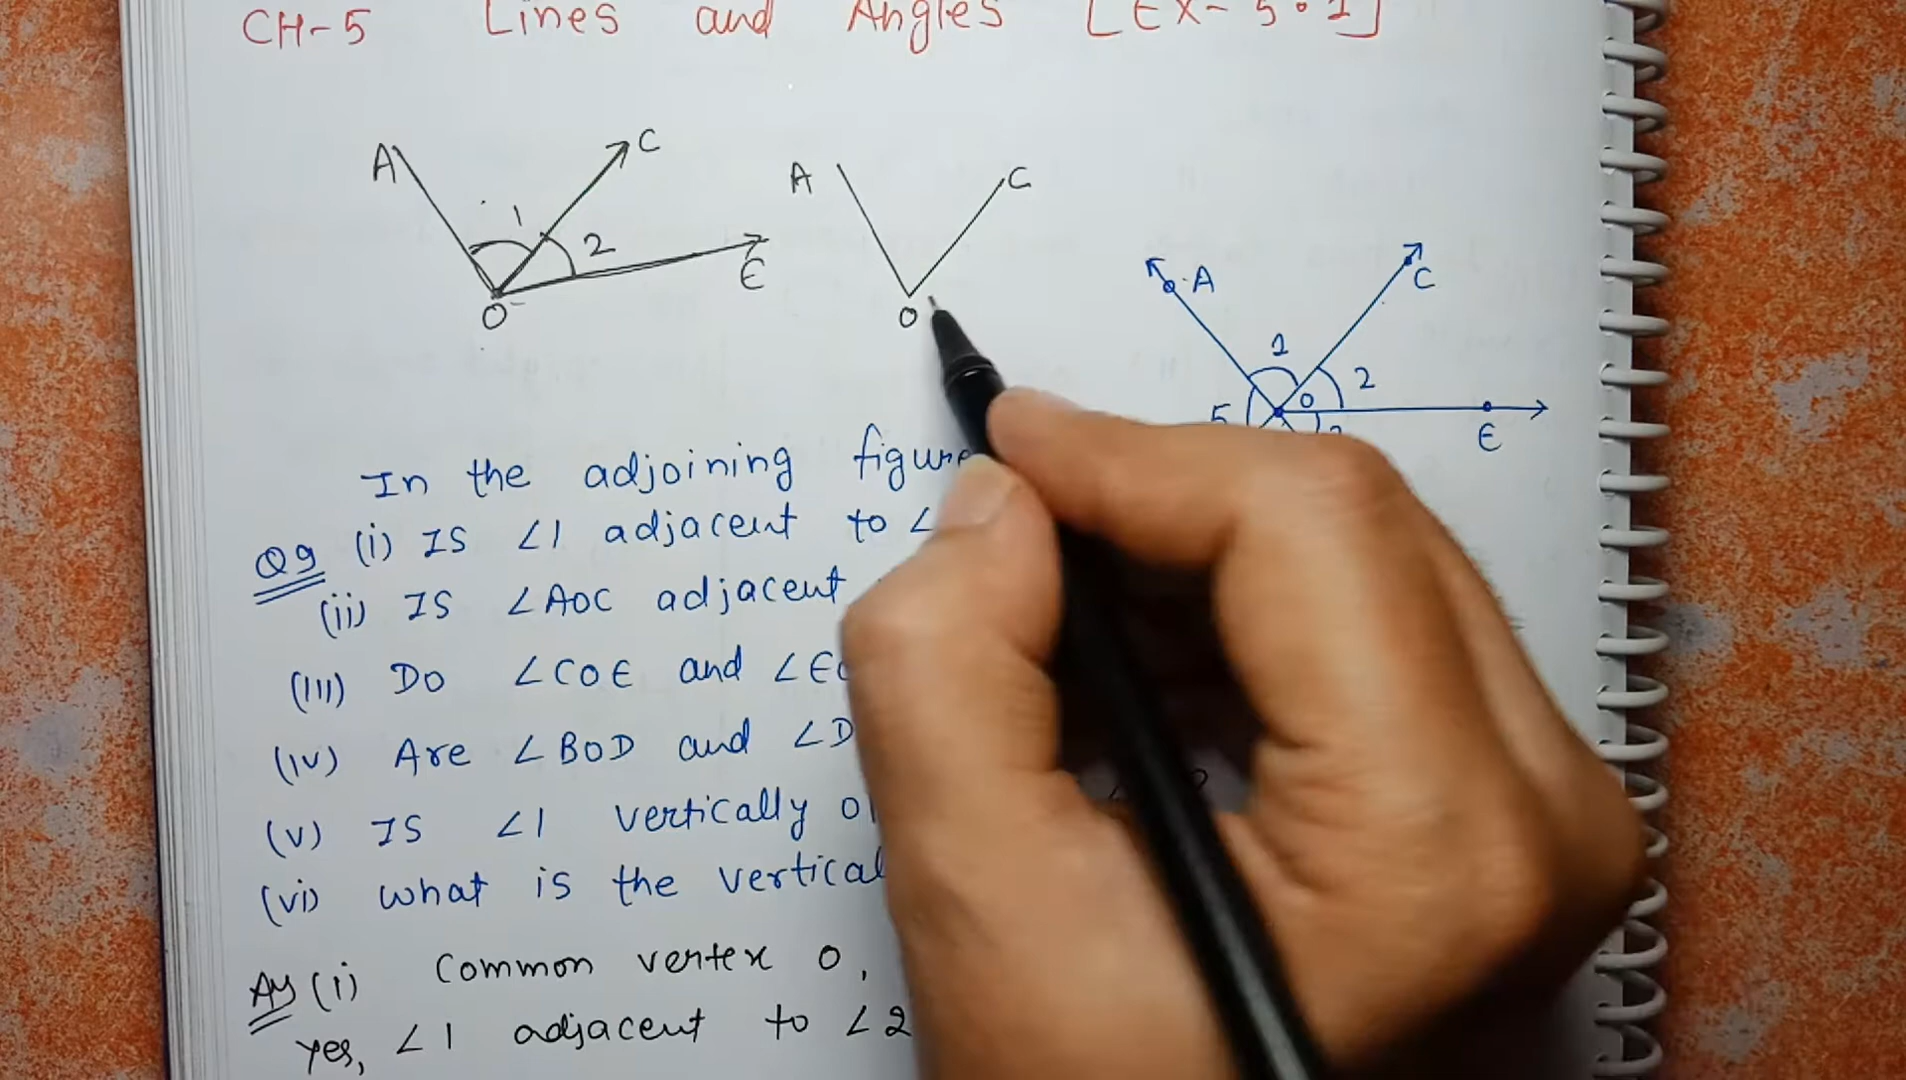 CH-5 Lines and Angles [EX-5.1]
A C
1
2
E
O
A C
O
A C
1
2
O
5
E
In the adjoining figure
Q9 (i) IS ∠1 adjacent to ∠
(ii) IS ∠AOC adjacent
(III) DO ∠COE and
(IV) Are ∠BOD and
(V) IS ∠1 vertically
(Vi) what is the vertical
(i) Common vertex O,
yes, ∠1 adjacent to ∠2